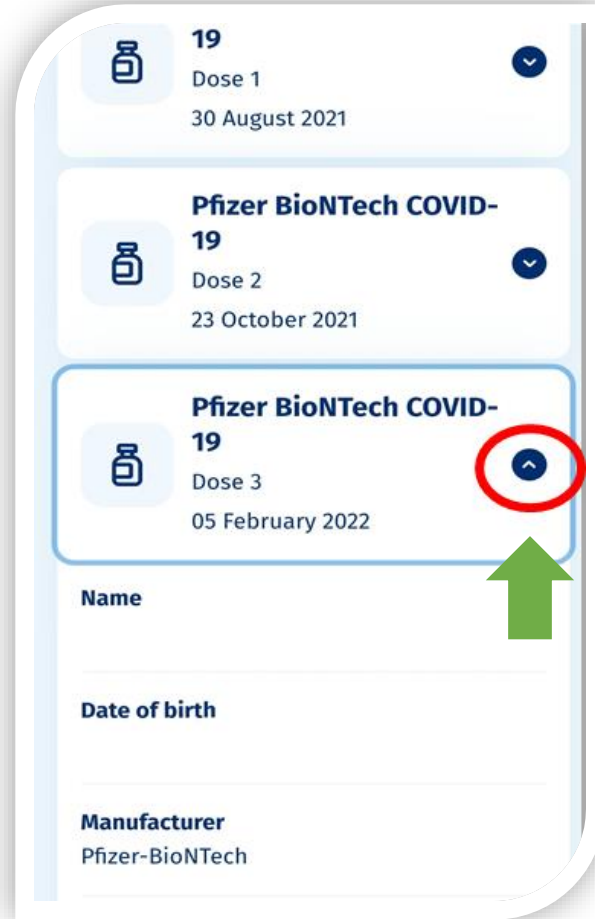 19
Dose 1
30 August 2021
Pfizer BioNTech COVID-
19
Dose 2
23 October 2021
Pfizer BioNTech COVID-
19
Dose 3
05 February 2022
Name
Date of birth
Manufacturer
Pfizer-BioNTech